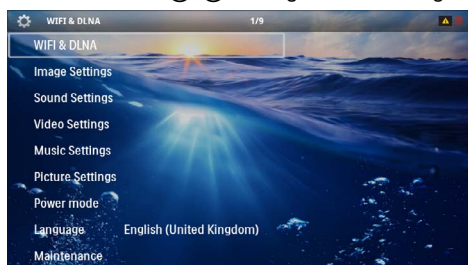 WIFI & DLNA 1/9
WIFI & DLNA
Image Settings
Sound Settings
Video Settings
Music Settings
Picture Settings
Power mode
Language English (United Kingdom)
Maintenance